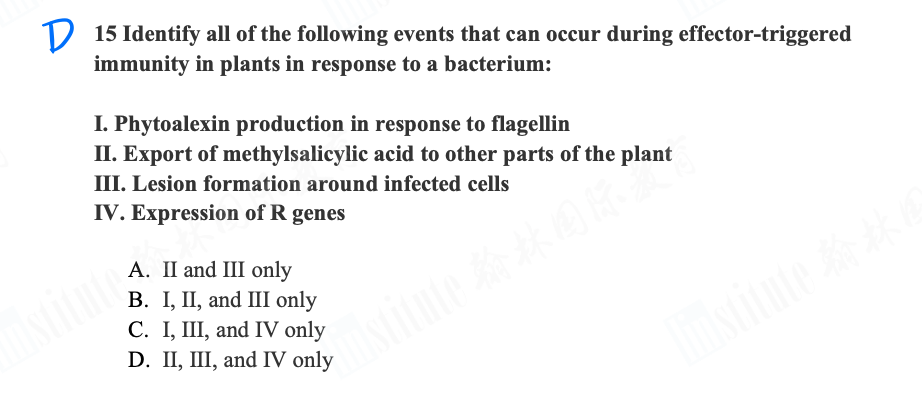 D 15 Identify all of the following events that can occur during effector-triggered
immunity in plants in response to a bacterium:
I. Phytoalexin production in response to flagellin
II. Export of methylsalicylic acid to other parts of the plant
III. Lesion formation around infected cells
IV. Expression of R genes
A. II and III only
B. I, II, and III only
C. I, III, and IV only
D. II, III, and IV only